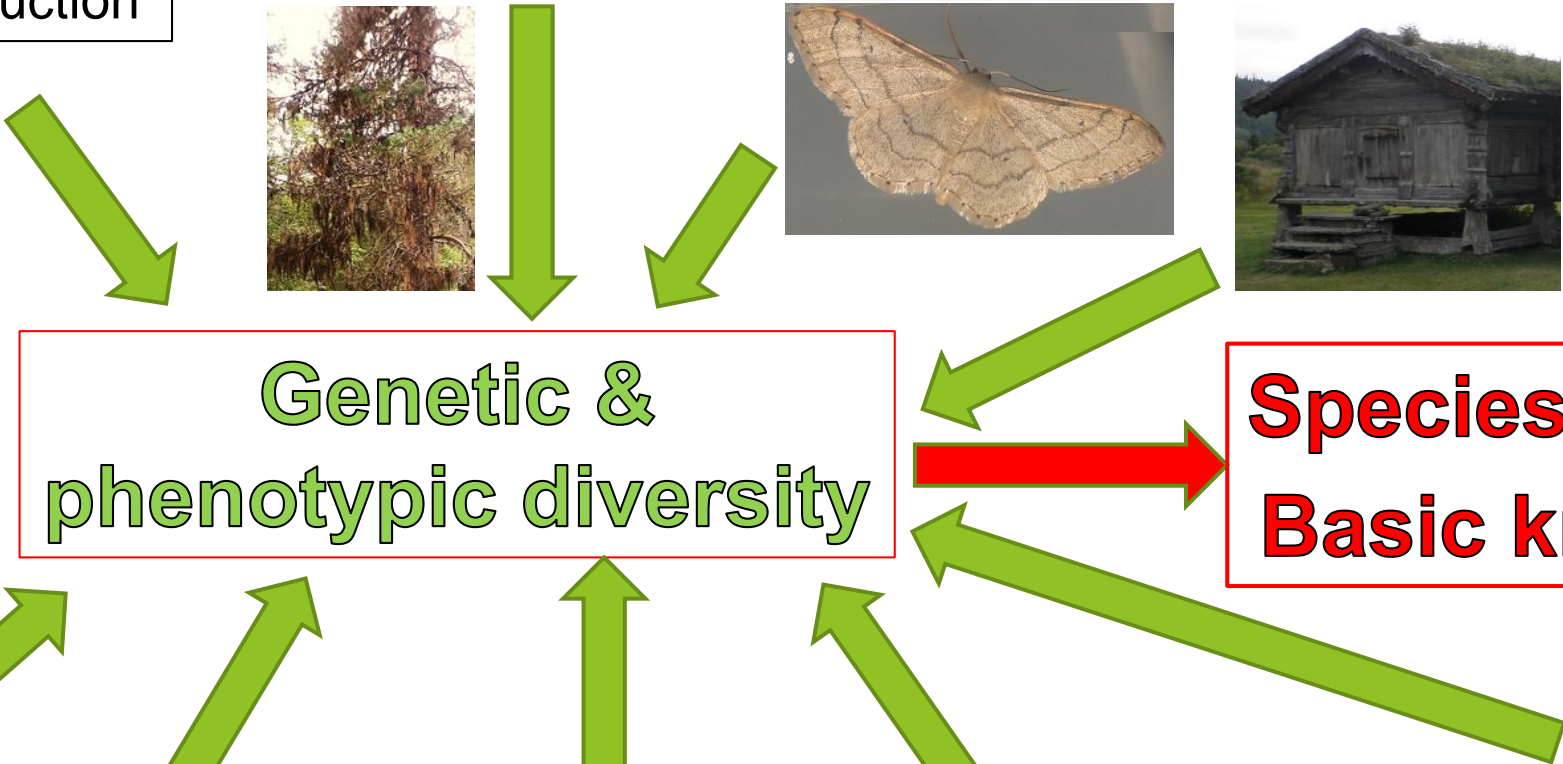 uction
Genetic &
phenotypic diversity
Species
Basic k